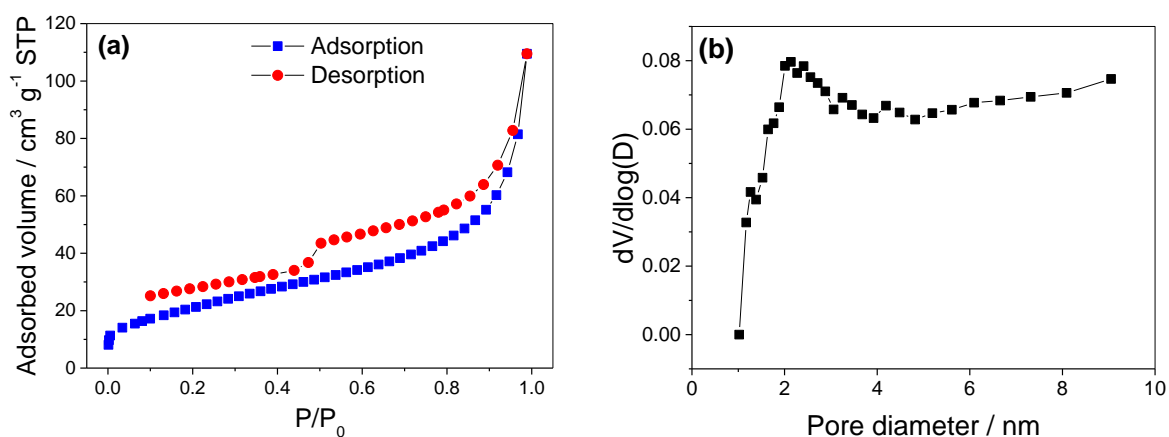 (a)
Adsorption
Desorption
120
100
80
60
40
20
0
Adsorbed volume / cm³ g⁻¹ STP
0.0 0.2 0.4 0.6 0.8 1.0
P/P₀
(b)
0.08
0.06
0.04
0.02
0.00
dV/dlog(D)
0 2 4 6 8 10
Pore diameter / nm